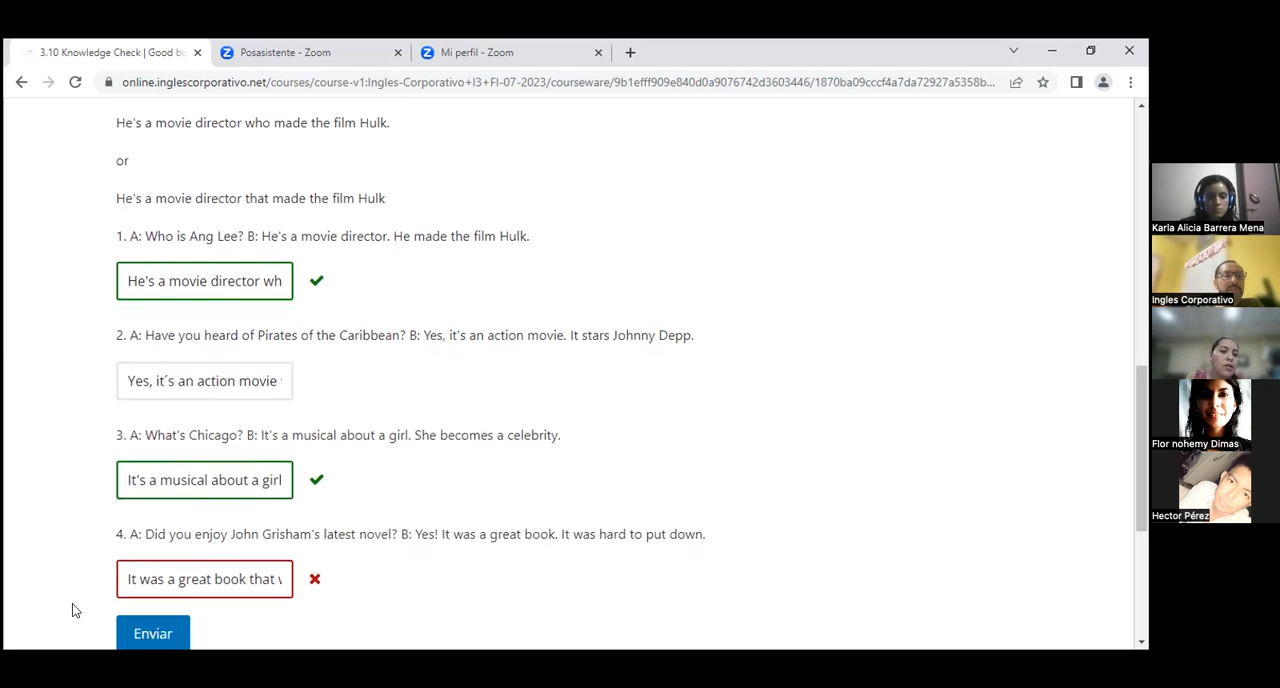 3.10 Knowledge Check | Good bo
Posasistente - Zoom
Mi perfil - Zoom
online.inglescorporativo.net/courses/course-v1:Ingles-Corporativo+I3+FI-07-2023/courseware/9b1efff909e840d0a9076742d3603446/1870ba09cccf4a7da72927a5358b...
He's a movie director who made the film Hulk.
or
He's a movie director that made the film Hulk
1. A: Who is Ang Lee? B: He's a movie director. He made the film Hulk.
He's a movie director wh
2. A: Have you heard of Pirates of the Caribbean? B: Yes, it's an action movie. It stars Johnny Depp.
Yes, it´s an action movie
3. A: What's Chicago? B: It's a musical about a girl. She becomes a celebrity.
It's a musical about a girl
4. A: Did you enjoy John Grisham's latest novel? B: Yes! It was a great book. It was hard to put down.
It was a great book that
Enviar
Karla Alicia Barrera Mena
Ingles Corporativo
Flor nohemy Dimas
Hector Pérez